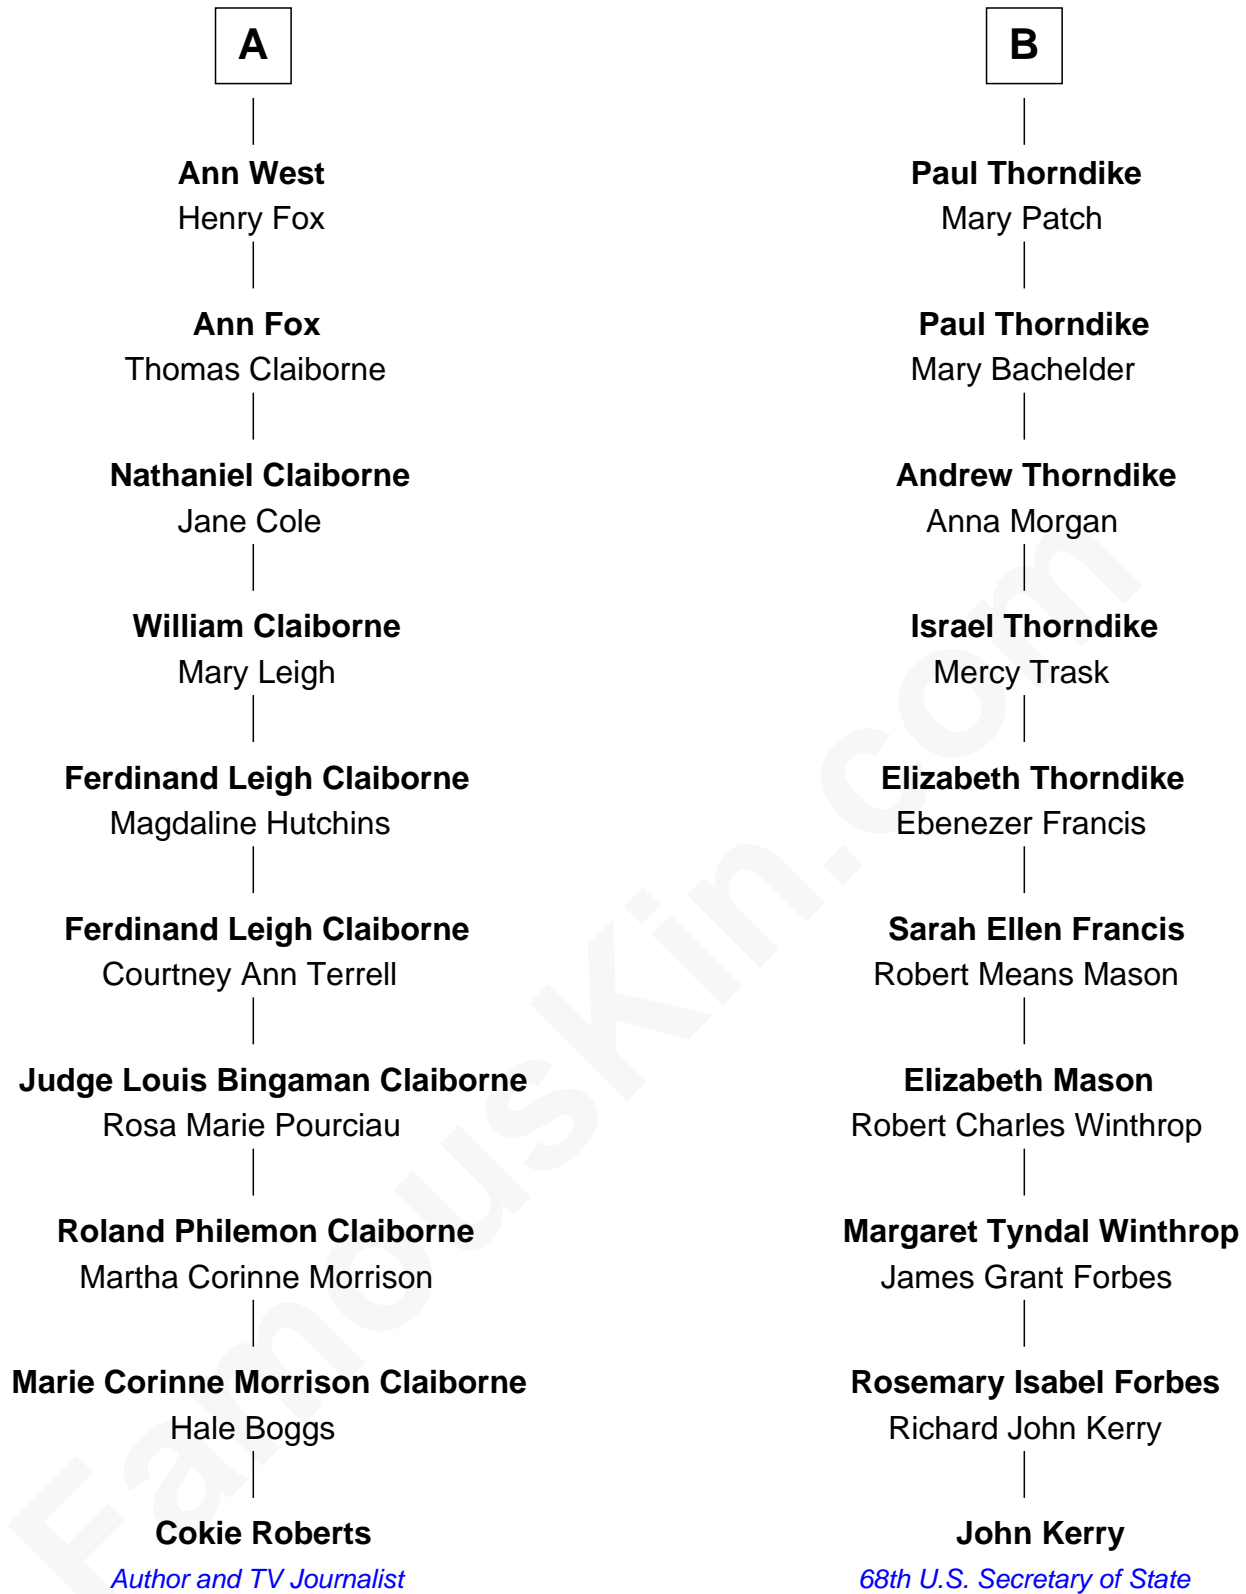 A
Ann West
Henry Fox
Ann Fox
Thomas Claiborne
Nathaniel Claiborne
Jane Cole
William Claiborne
Mary Leigh
Ferdinand Leigh Claiborne
Magdaline Hutchins
Ferdinand Leigh Claiborne
Courtney Ann Terrell
Judge Louis Bingaman Claiborne
Rosa Marie Pourciau
Roland Philemon Claiborne
Martha Corinne Morrison
Marie Corinne Morrison Claiborne
Hale Boggs
Cokie Roberts
Author and TV Journalist
B
Paul Thorndike
Mary Patch
Paul Thorndike
Mary Bachelder
Andrew Thorndike
Anna Morgan
Israel Thorndike
Mercy Trask
Elizabeth Thorndike
Ebenezer Francis
Sarah Ellen Francis
Robert Means Mason
Elizabeth Mason
Robert Charles Winthrop
Margaret Tyndal Winthrop
James Grant Forbes
Rosemary Isabel Forbes
Richard John Kerry
John Kerry
68th U.S. Secretary of State
FamousKin.com